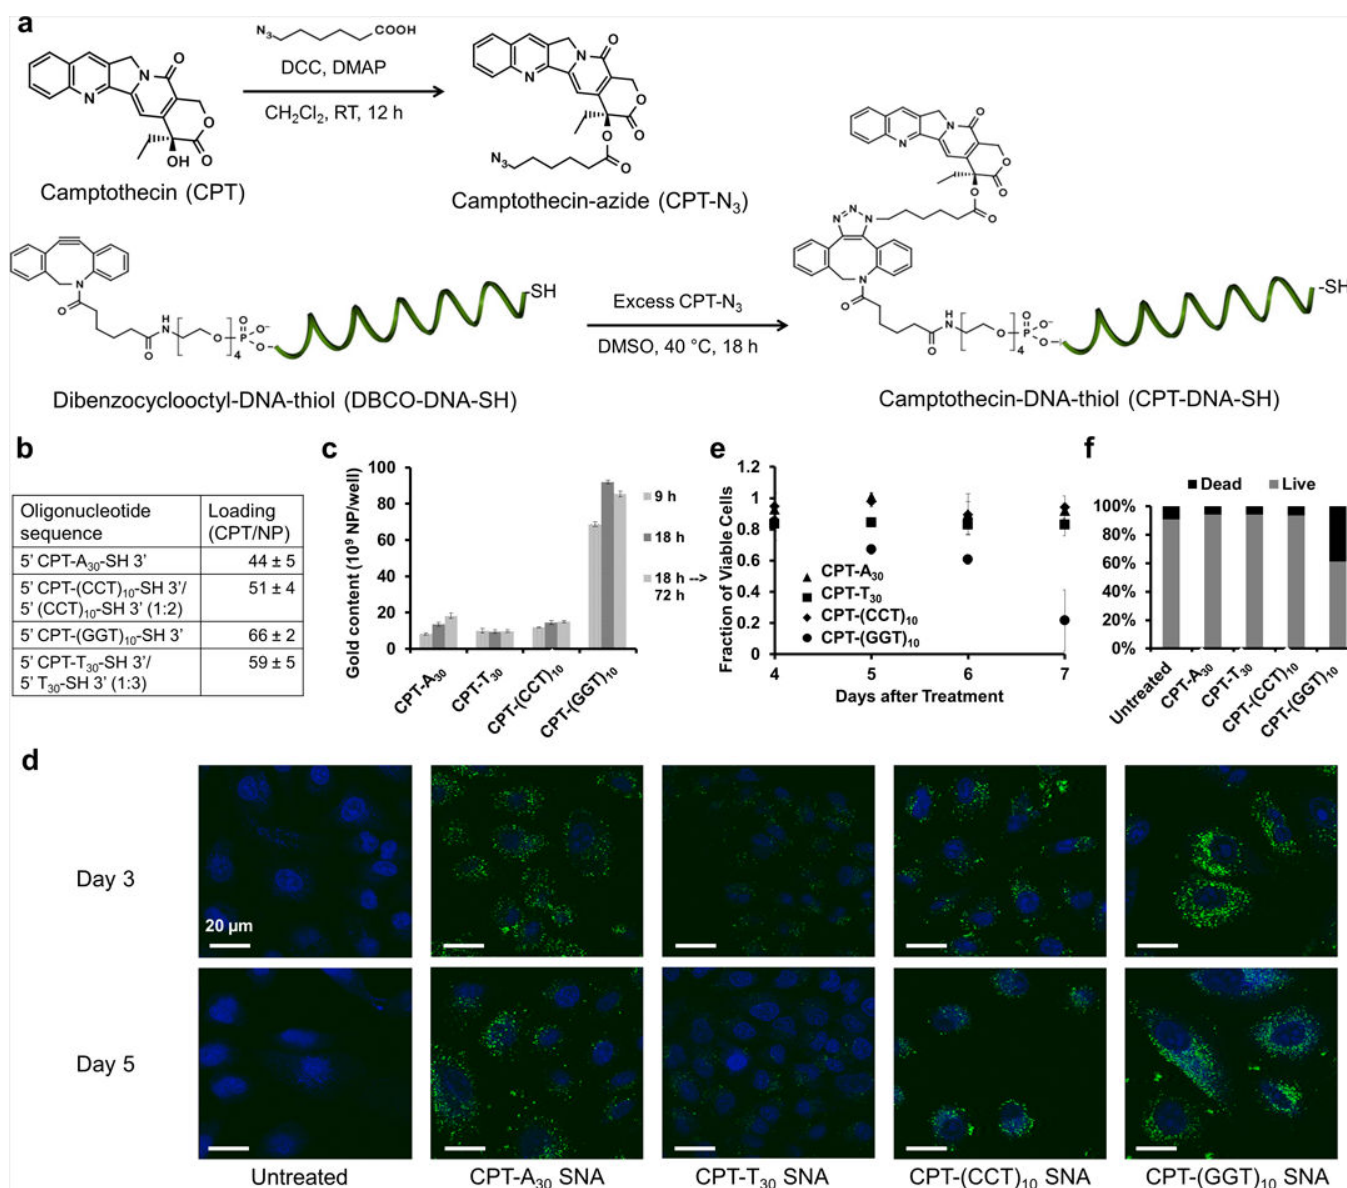 a
N₃ COOH
DCC, DMAP
CH₂Cl₂, RT, 12 h
N
N
O
O
O
OH
Camptothecin (CPT)
N
N
O
O
O
O
N₃
O
Camptothecin-azide (CPT-N₃)
N
N
O
O
O
O
O
N
N
N
N
O
O
H
N
O
O
P
O⁻
O
4
-SH
Dibenzocyclooctyl-DNA-thiol (DBCO-DNA-SH)
Excess CPT-N₃
DMSO, 40 °C, 18 h
N
O
O
H
N
O
O
P
O⁻
O
4
-SH
Camptothecin-DNA-thiol (CPT-DNA-SH)
b
Oligonucleotide sequence
Loading (CPT/NP)
5' CPT-A₃₀-SH 3'
44 ± 5
5' CPT-(CCT)₁₀-SH 3'/
5' (CCT)₁₀-SH 3' (1:2)
51 ± 4
5' CPT-(GGT)₁₀-SH 3'
66 ± 2
5' CPT-T₃₀-SH 3'/
5' T₃₀-SH 3' (1:3)
59 ± 5
c
Gold content (10⁹ NP/well)
100
80
60
40
20
0
CPT-A₃₀
CPT-T₃₀
CPT-(CCT)₁₀
CPT-(GGT)₁₀
9 h
18 h
18 h -->
72 h
e
Fraction of Viable Cells
1.2
1
0.8
0.6
0.4
0.2
0
CPT-A₃₀
CPT-T₃₀
CPT-(CCT)₁₀
CPT-(GGT)₁₀
4 5 6 7
Days after Treatment
f
Dead Live
100%
80%
60%
40%
20%
0%
Untreated
CPT-A₃₀
CPT-T₃₀
CPT-(CCT)₁₀
CPT-(GGT)₁₀
d
Day 3
20 µm
Day 5
Untreated
CPT-A₃₀ SNA
CPT-T₃₀ SNA
CPT-(CCT)₁₀ SNA
CPT-(GGT)₁₀ SNA